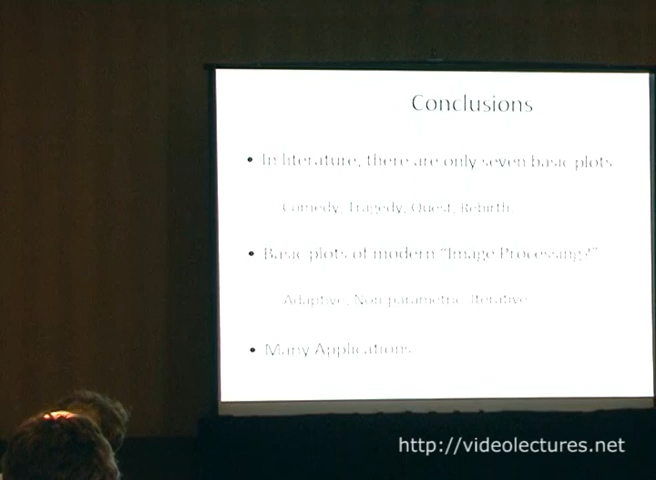 Conclusions
• In literature, there are only seven basic plots
Comedy, Tragedy, Quest, Rebirth
• Basic plots of modern "Image Processing?"
Adaptive, Non-parametric, Iterative
• Many Applications
http://videolectures.net